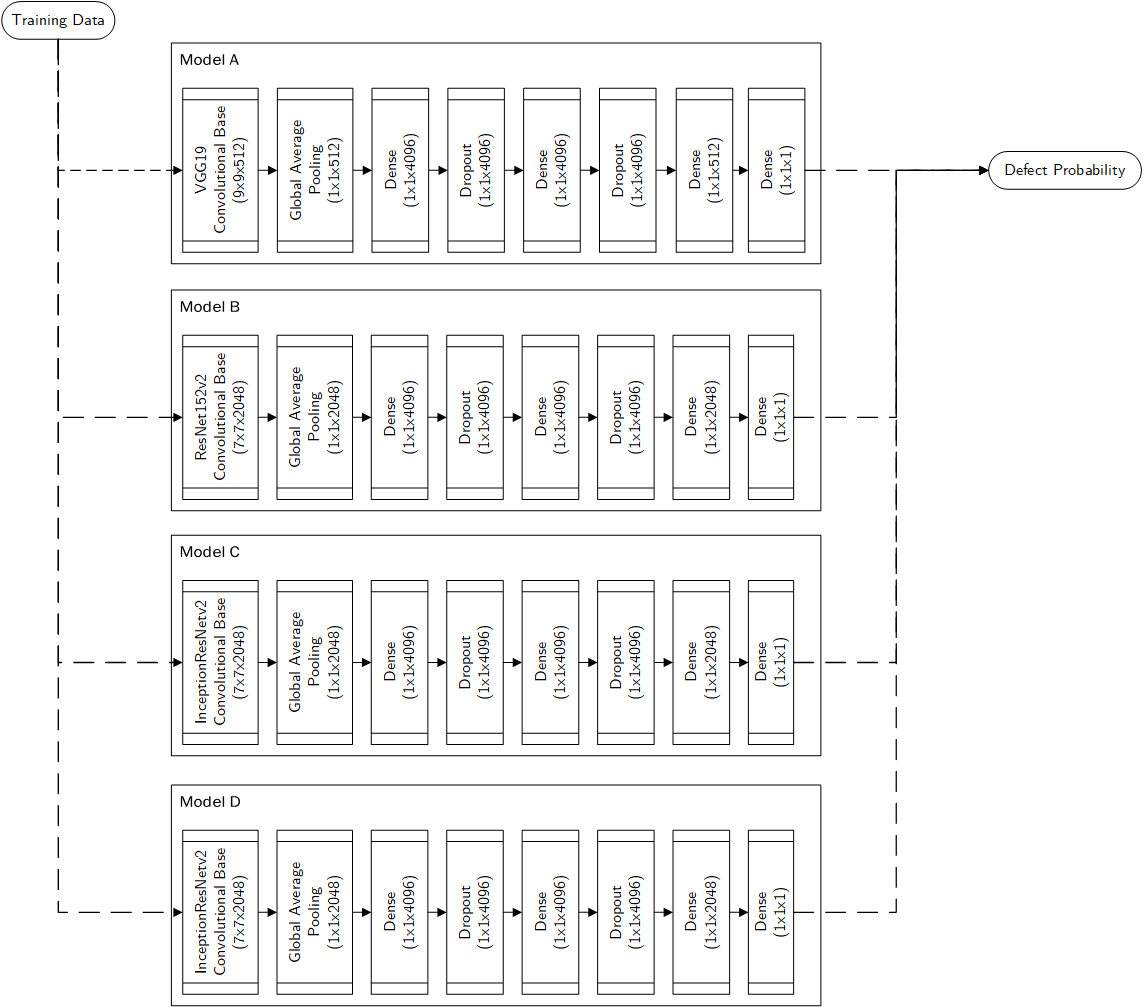 Training Data
Model A
VGG19
Convolutional Base
(9x9x512)
Global Average
Pooling
(1x1x512)
Dense
(1x1x4096)
Dropout
(1x1x4096)
Dense
(1x1x4096)
Dropout
(1x1x4096)
Dense
(1x1x512)
Dense
(1x1x1)
Defect Probability
Model B
ResNet152v2
Convolutional Base
(7x7x2048)
Global Average
Pooling
(1x1x2048)
Dense
(1x1x4096)
Dropout
(1x1x4096)
Dense
(1x1x4096)
Dropout
(1x1x4096)
Dense
(1x1x2048)
Dense
(1x1x1)
Model C
InceptionResNetv2
Convolutional Base
(7x7x2048)
Global Average
Pooling
(1x1x2048)
Dense
(1x1x4096)
Dropout
(1x1x4096)
Dense
(1x1x4096)
Dropout
(1x1x4096)
Dense
(1x1x2048)
Dense
(1x1x1)
Model D
InceptionResNetv2
Convolutional Base
(7x7x2048)
Global Average
Pooling
(1x1x2048)
Dense
(1x1x4096)
Dropout
(1x1x4096)
Dense
(1x1x4096)
Dropout
(1x1x4096)
Dense
(1x1x2048)
Dense
(1x1x1)